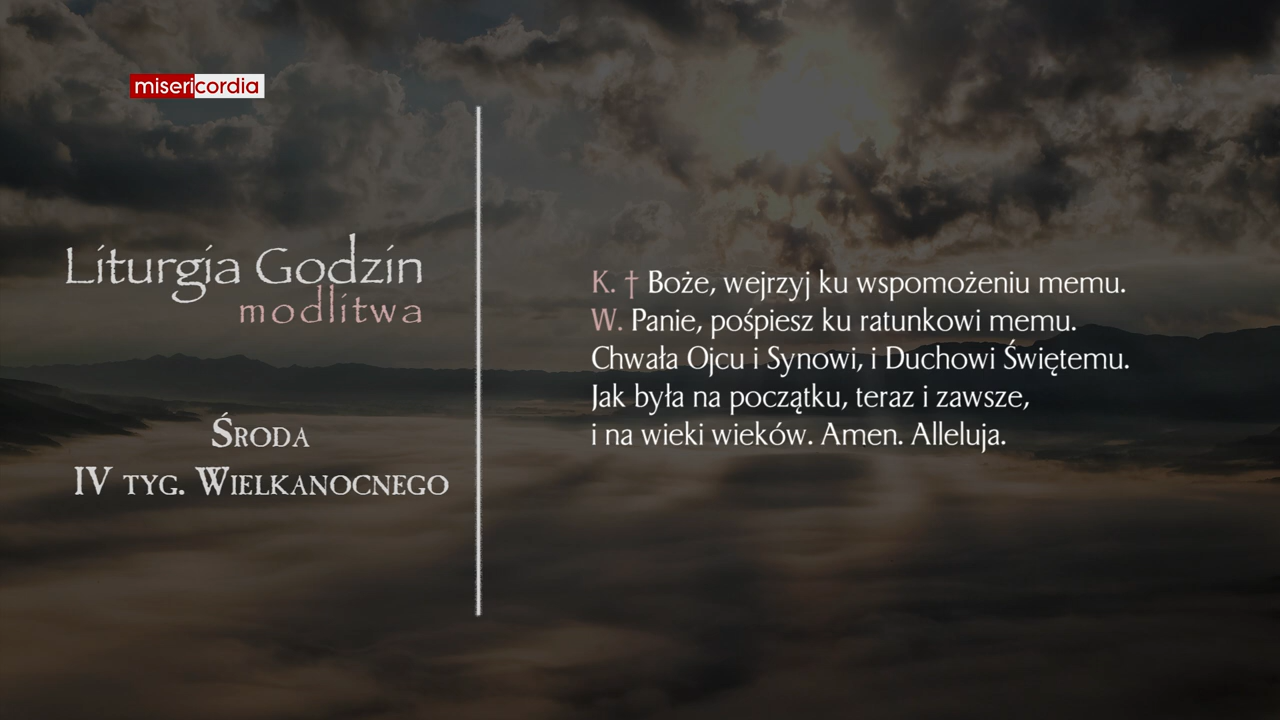 misericordia
Liturgia Godzin
modlitwa
Środa
IV tyg. Wielkanocnego
K. † Boże, wejrzyj ku wspomożeniu memu.
W. Panie, pośpiesz ku ratunkowi memu.
Chwała Ojcu i Synowi, i Duchowi Świętemu.
Jak była na początku, teraz i zawsze,
i na wieki wieków. Amen. Alleluja.